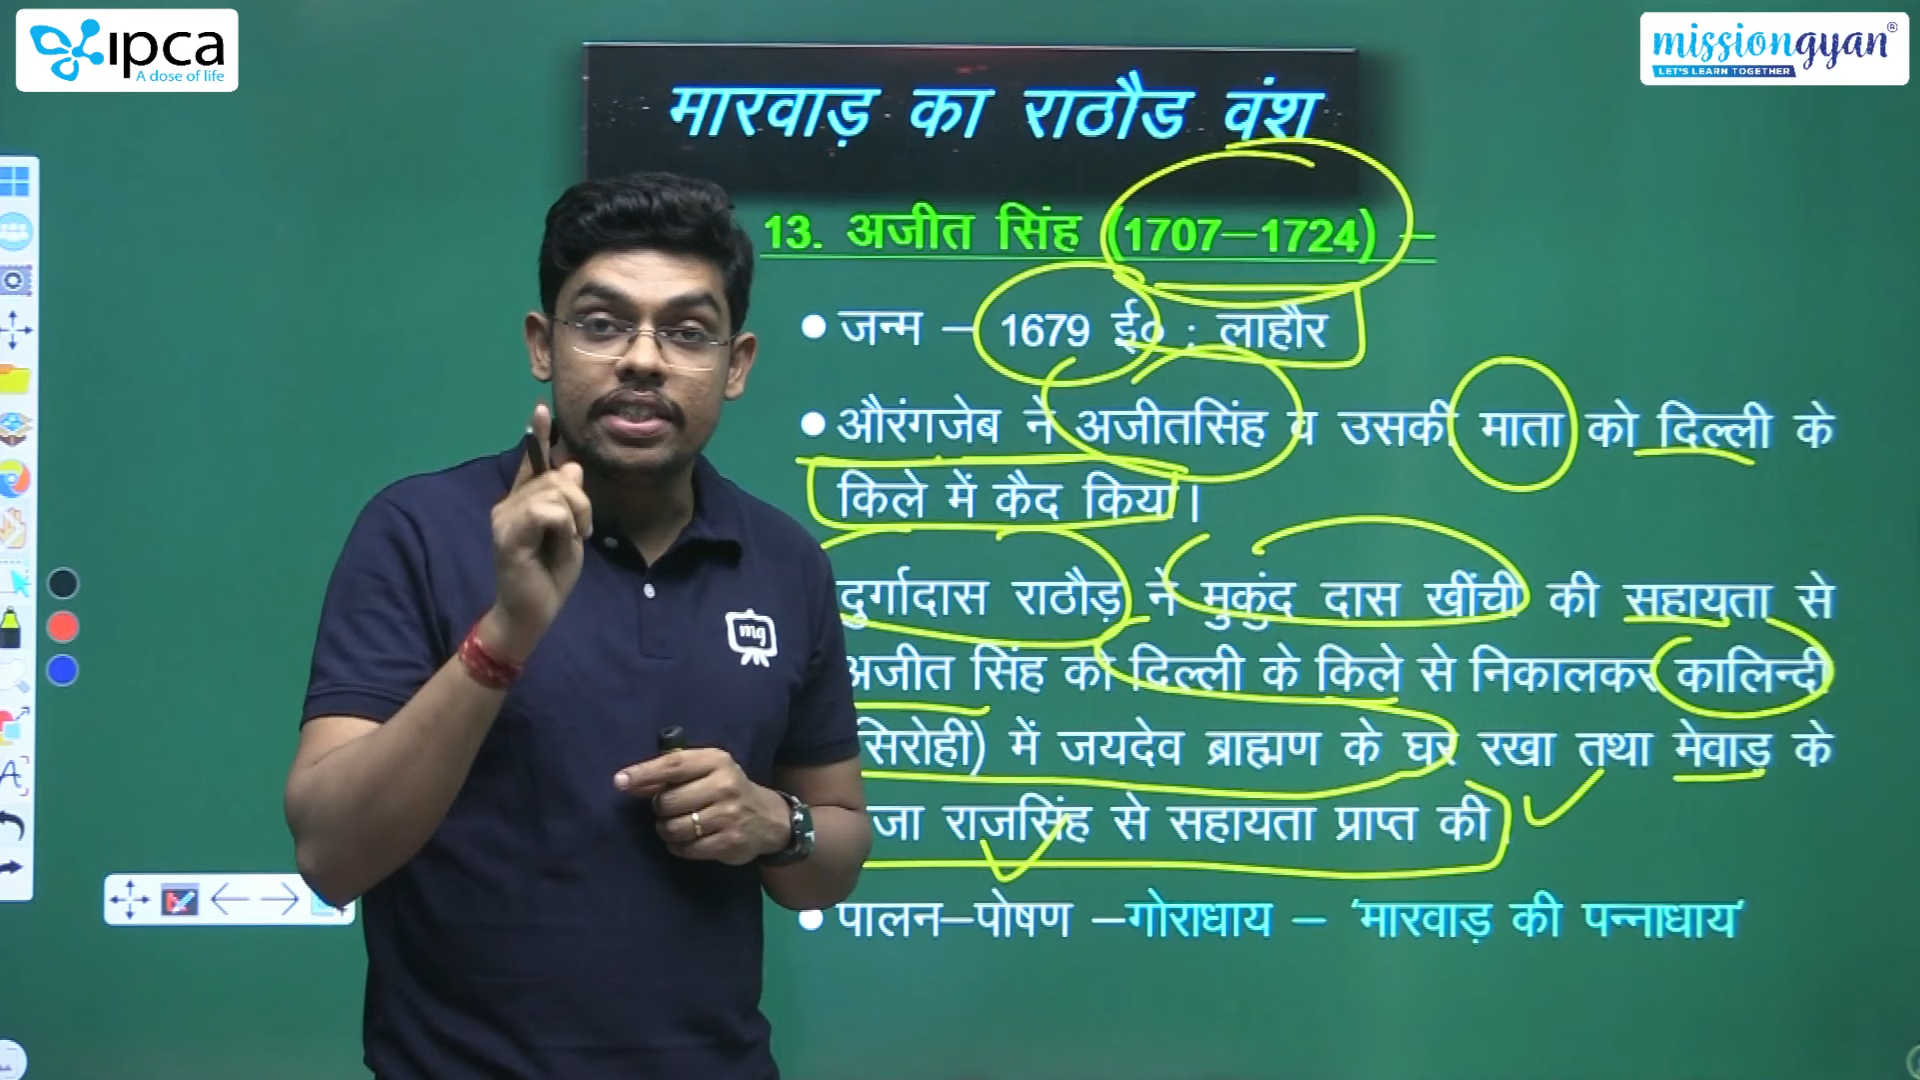 ipca
A dose of life
missiongyan®
LET'S LEARN TOGETHER
मारवाड़ का राठौड वंश
13. अजीत सिंह (1707–1724) –
• जन्म – 1679 ई० : लाहौर
• औरंगजेब ने अजीतसिंह व उसकी माता को दिल्ली के
किले में कैद किया।
दुर्गादास राठौड़ ने मुकुंद दास खींची की सहायता से
अजीत सिंह को दिल्ली के किले से निकालकर कालिन्दी
सिरोही) में जयदेव ब्राह्मण के घर रखा तथा मेवाड़ के
जा राजसिंह से सहायता प्राप्त की
• पालन–पोषण –गोराधाय – 'मारवाड़ की पन्नाधाय'
mg